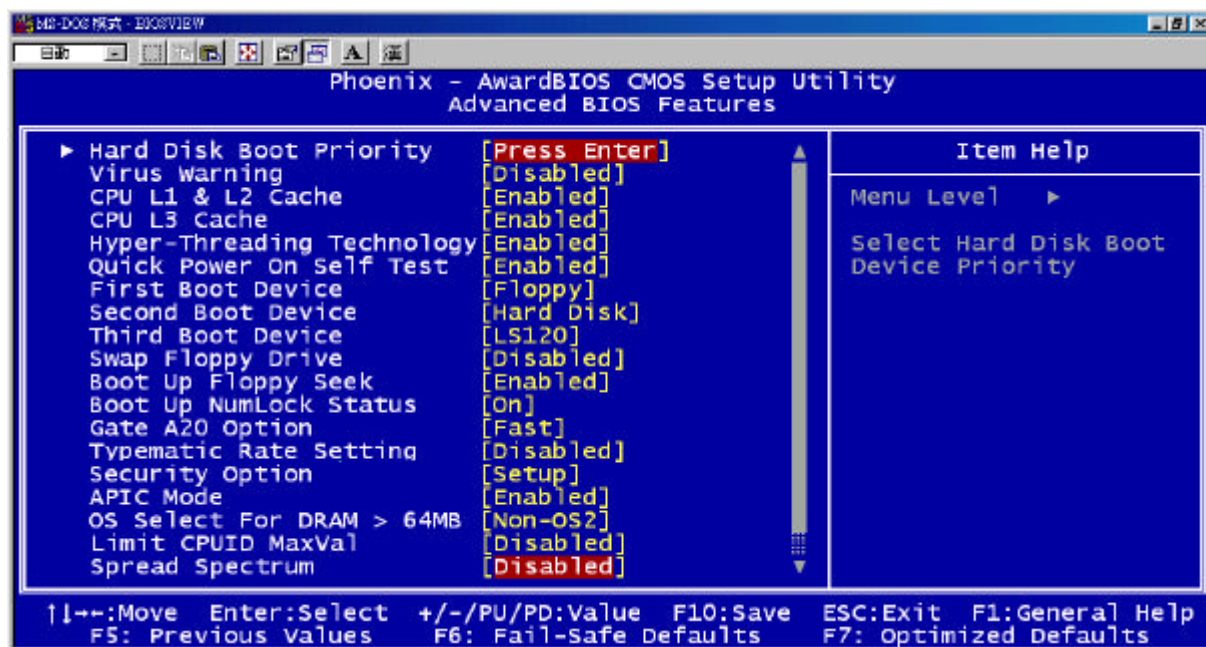 MS-DOS 模式 - BIOSVIEW
自動
A
Phoenix - AwardBIOS CMOS Setup Utility
Advanced BIOS Features
► Hard Disk Boot Priority [Press Enter]
Virus Warning [Disabled]
CPU L1 & L2 Cache [Enabled]
CPU L3 Cache [Enabled]
Hyper-Threading Technology[Enabled]
Quick Power On Self Test [Enabled]
First Boot Device [Floppy]
Second Boot Device [Hard Disk]
Third Boot Device [LS120]
Swap Floppy Drive [Disabled]
Boot Up Floppy Seek [Enabled]
Boot Up NumLock Status [On]
Gate A20 Option [Fast]
Typematic Rate Setting [Disabled]
Security Option [Setup]
APIC Mode [Enabled]
OS Select For DRAM > 64MB [Non-OS2]
Limit CPUID MaxVal [Disabled]
Spread Spectrum [Disabled]
Item Help
Menu Level ►
Select Hard Disk Boot
Device Priority
↑↓→←:Move Enter:Select +/-/PU/PD:Value F10:Save ESC:Exit F1:General Help
F5: Previous Values F6: Fail-Safe Defaults F7: Optimized Defaults